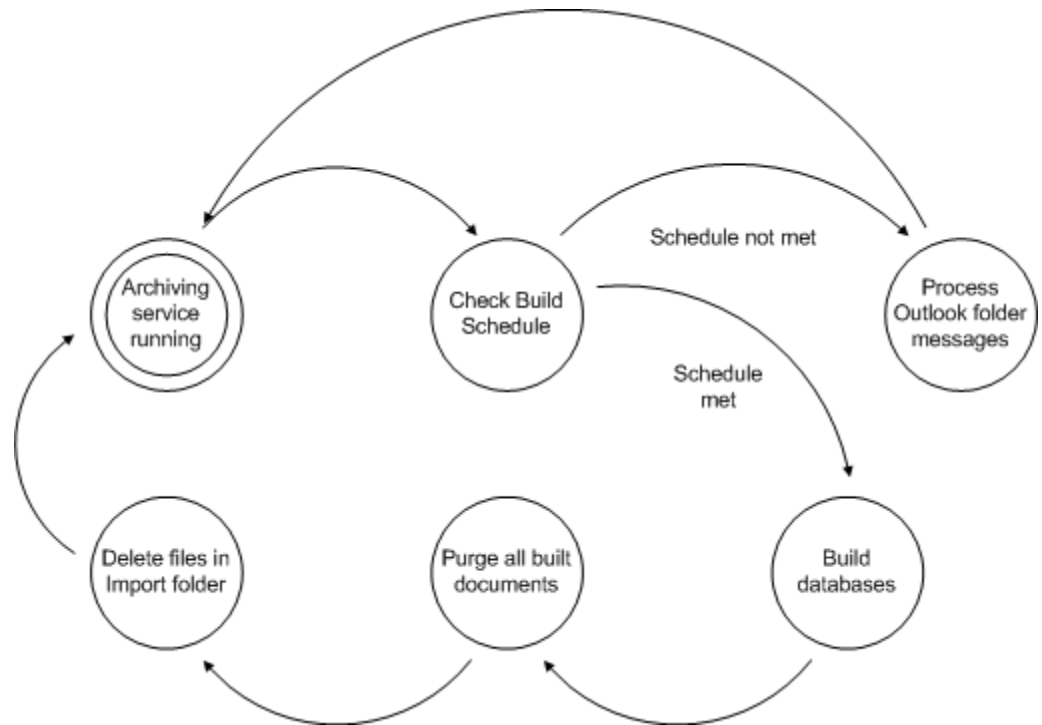 Archiving
service
running
Check Build
Schedule
Schedule not met
Process
Outlook folder
messages
Schedule
met
Delete files in
Import folder
Purge all built
documents
Build
databases